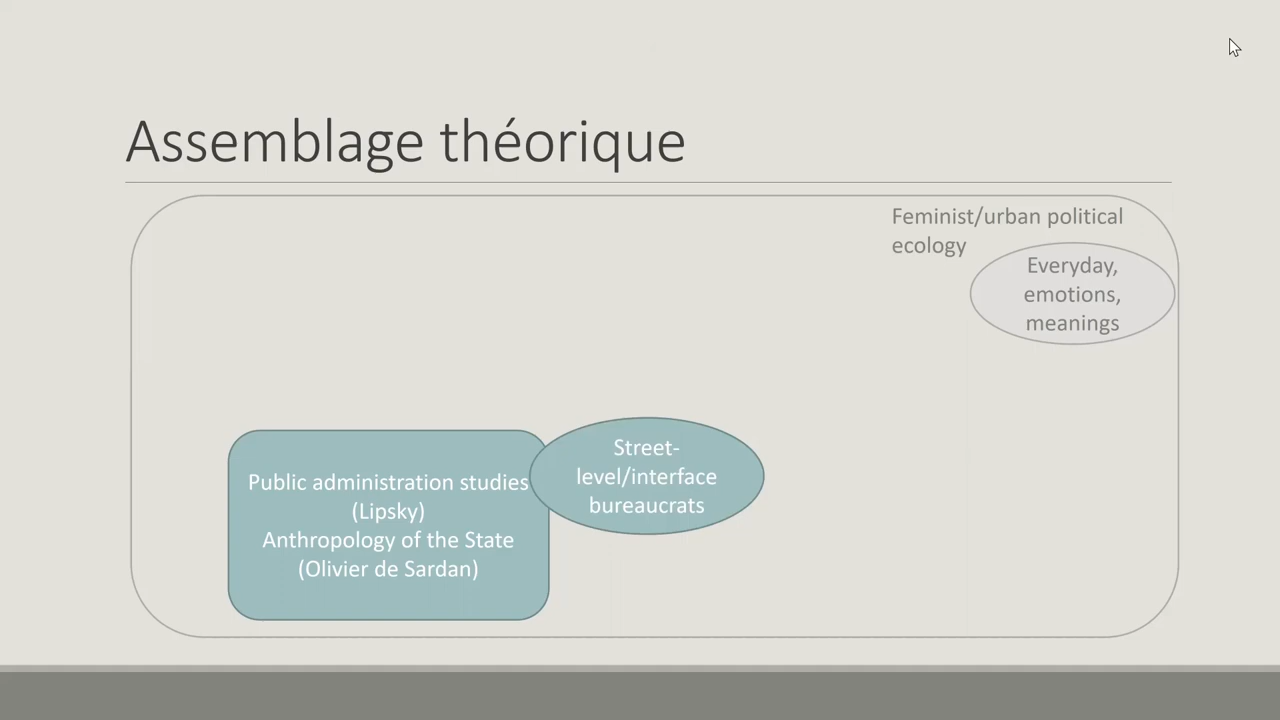 Assemblage théorique
Feminist/urban political
ecology
Everyday,
emotions,
meanings
Street-
level/interface
bureaucrats
Public administration studies
(Lipsky)
Anthropology of the State
(Olivier de Sardan)